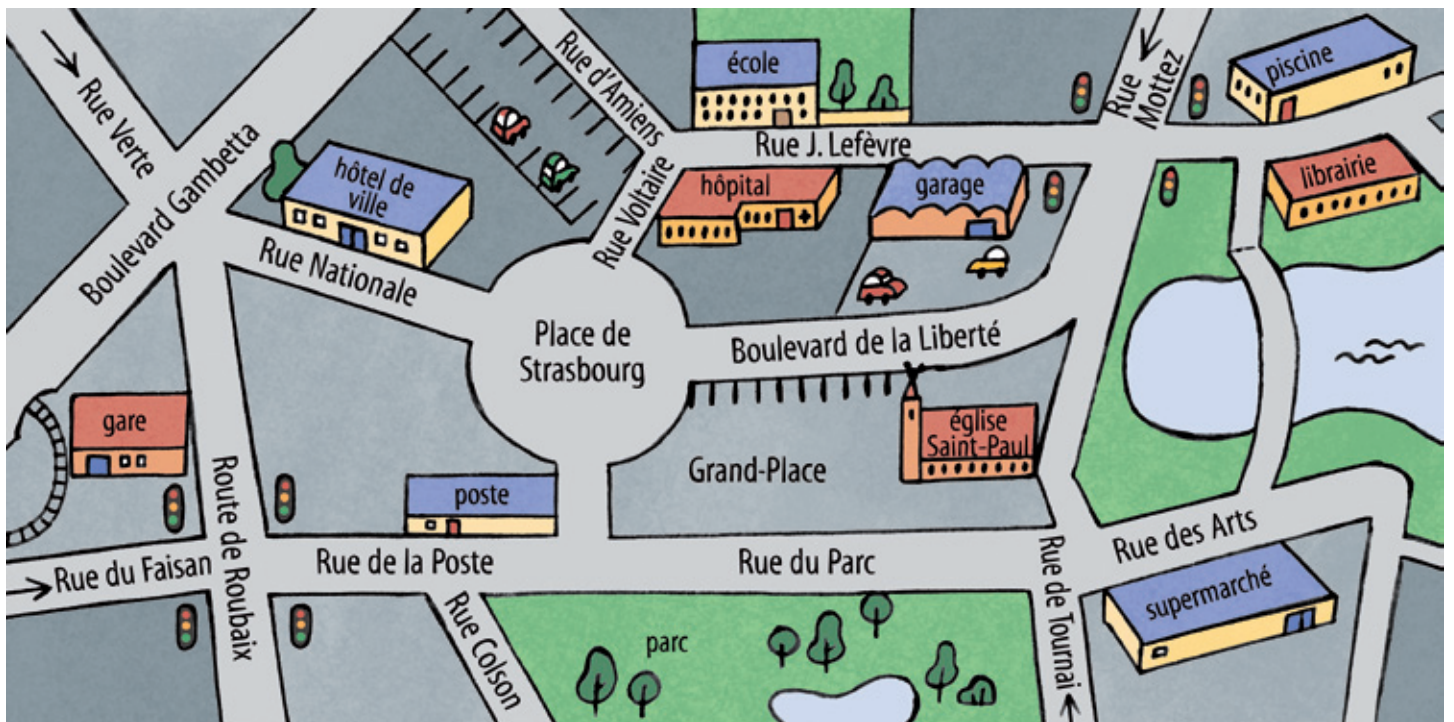 Rue Verte
Boulevard Gambetta
hôtel de
ville
Rue Nationale
Rue d'Amiens
Rue Voltaire
école
Rue J. Lefèvre
hôpital
garage
Rue
Mottez
piscine
librairie
Place de
Strasbourg
Boulevard de la Liberté
gare
Route de Roubaix
poste
Grand-Place
église
Saint-Paul
Rue du Faisan
Rue de la Poste
Rue du Parc
Rue des Arts
Rue Colson
parc
Rue de Tournai
supermarché